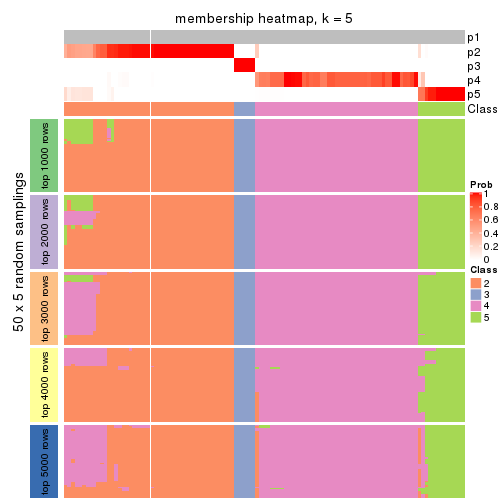 membership heatmap, k = 5
p1
p2
p3
p4
p5
Class
50 x 5 random samplings
top 1000 rows
top 2000 rows
top 3000 rows
top 4000 rows
top 5000 rows
Prob
1
0.8
0.6
0.4
0.2
0
Class
2
3
4
5